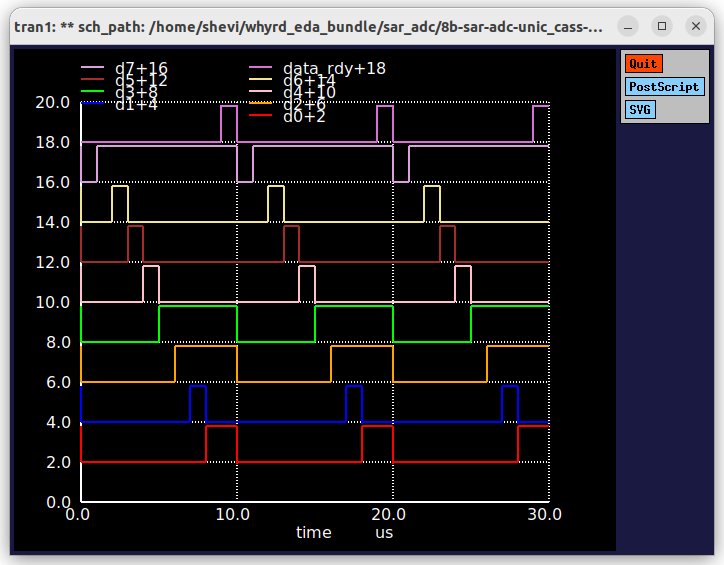 tran1: ** sch_path: /home/shevi/whyrd_eda_bundle/sar_adc/8b-sar-adc-unic_cass-...
Quit
PostScript
SVG
d7+16 data_rdy+18
d5+12 d6+14
d3+8 d4+10
d1+4 d2+6
d0+2
20.0
18.0
16.0
14.0
12.0
10.0
8.0
6.0
4.0
2.0
0.0
0.0 10.0 20.0 30.0
time us